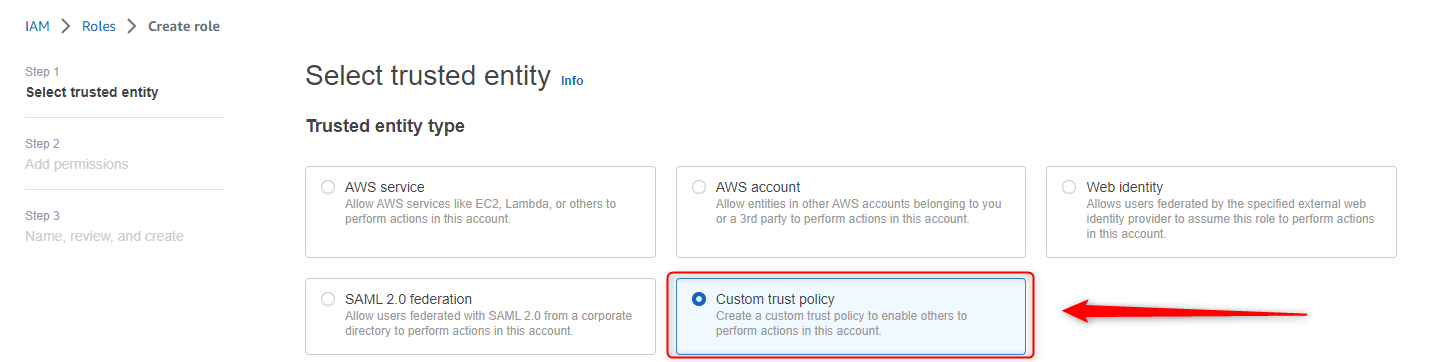 IAM > Roles > Create role
Step 1
Select trusted entity
Step 2
Add permissions
Step 3
Name, review, and create
Select trusted entity Info
Trusted entity type
AWS service
Allow AWS services like EC2, Lambda, or others to
perform actions in this account.
AWS account
Allow entities in other AWS accounts belonging to you
or a 3rd party to perform actions in this account.
Web identity
Allows users federated by the specified external web
identity provider to assume this role to perform actions
in this account.
SAML 2.0 federation
Allow users federated with SAML 2.0 from a corporate
directory to perform actions in this account.
Custom trust policy
Create a custom trust policy to enable others to
perform actions in this account.